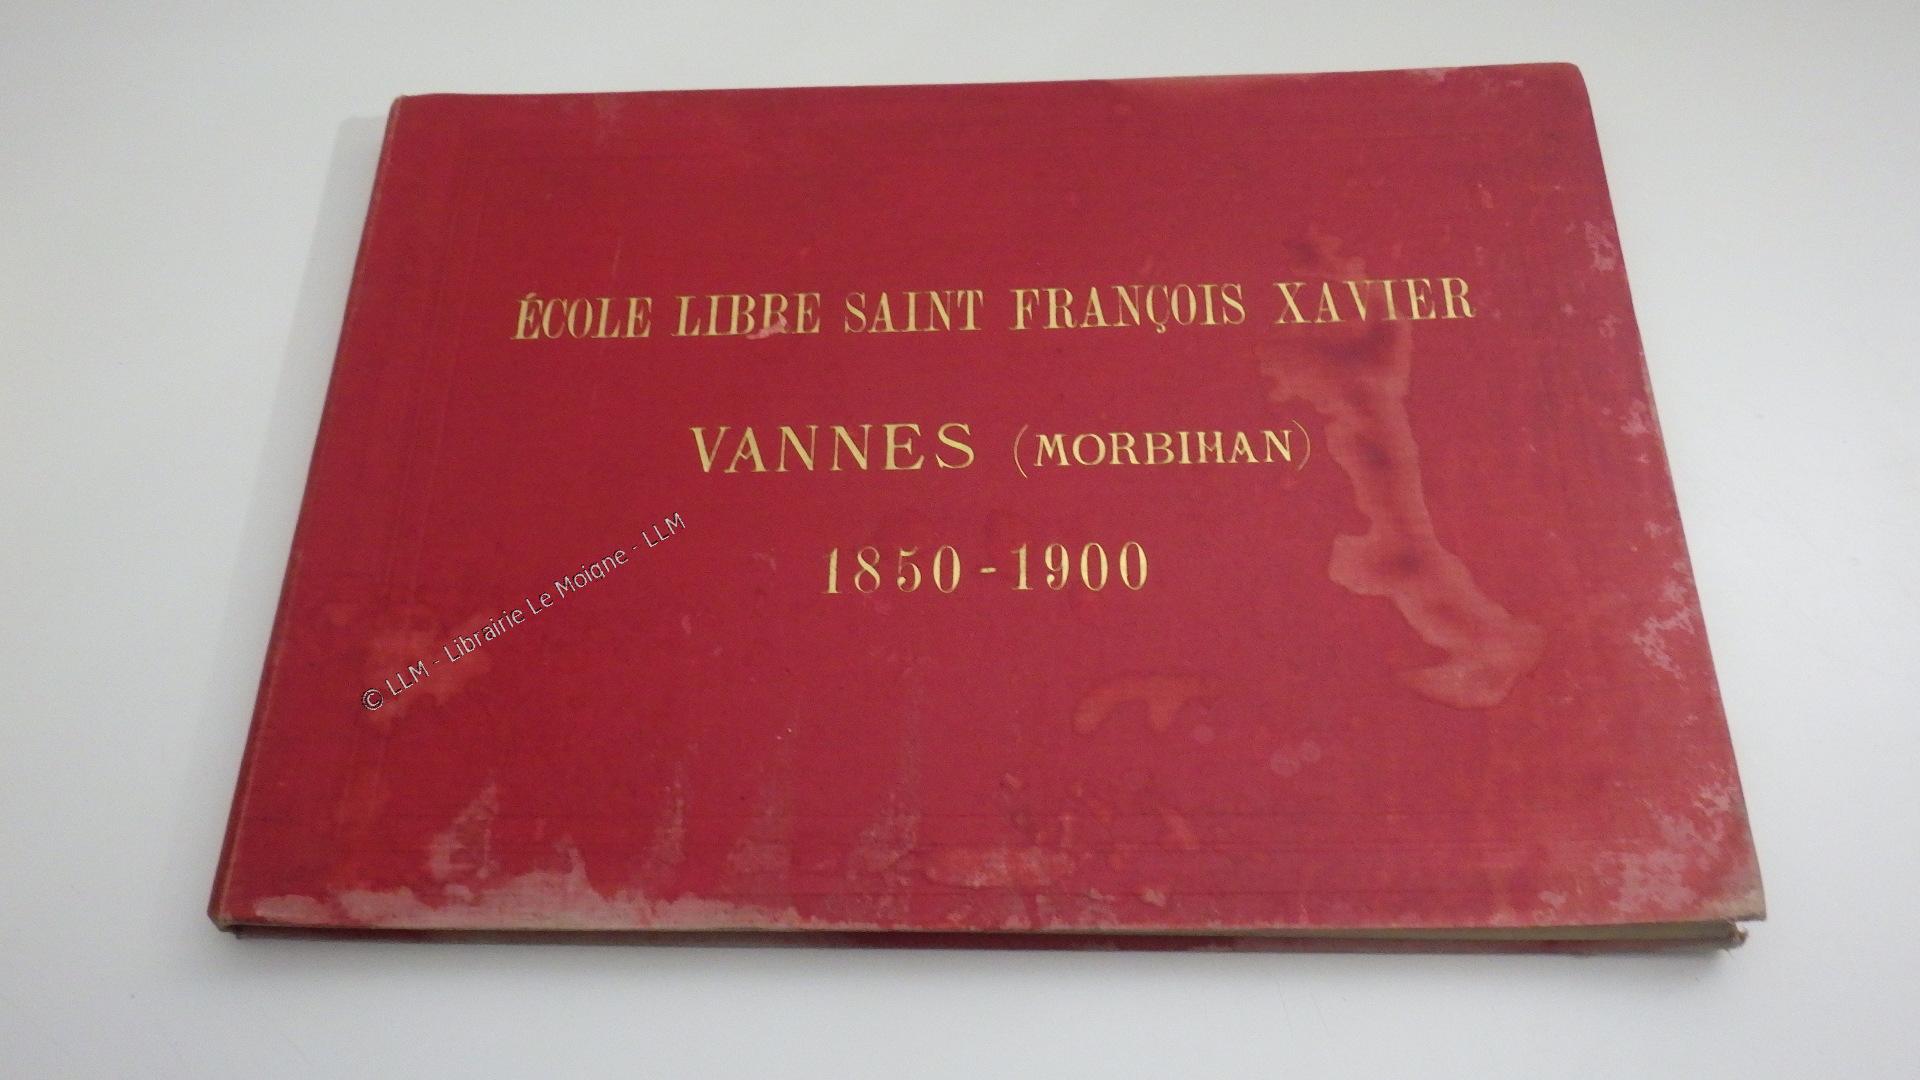 ÉCOLE LIBRE SAINT FRANÇOIS XAVIER
VANNES (MORBIHAN)
1850-1900
© LLM - Librairie Le Moigne - LLM